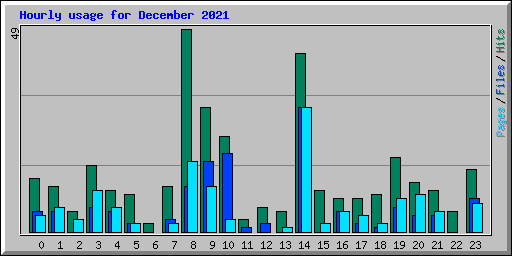 Hourly usage for December 2021
49
Pages / Files / Hits
0 1 2 3 4 5 6 7 8 9 10 11 12 13 14 15 16 17 18 19 20 21 22 23